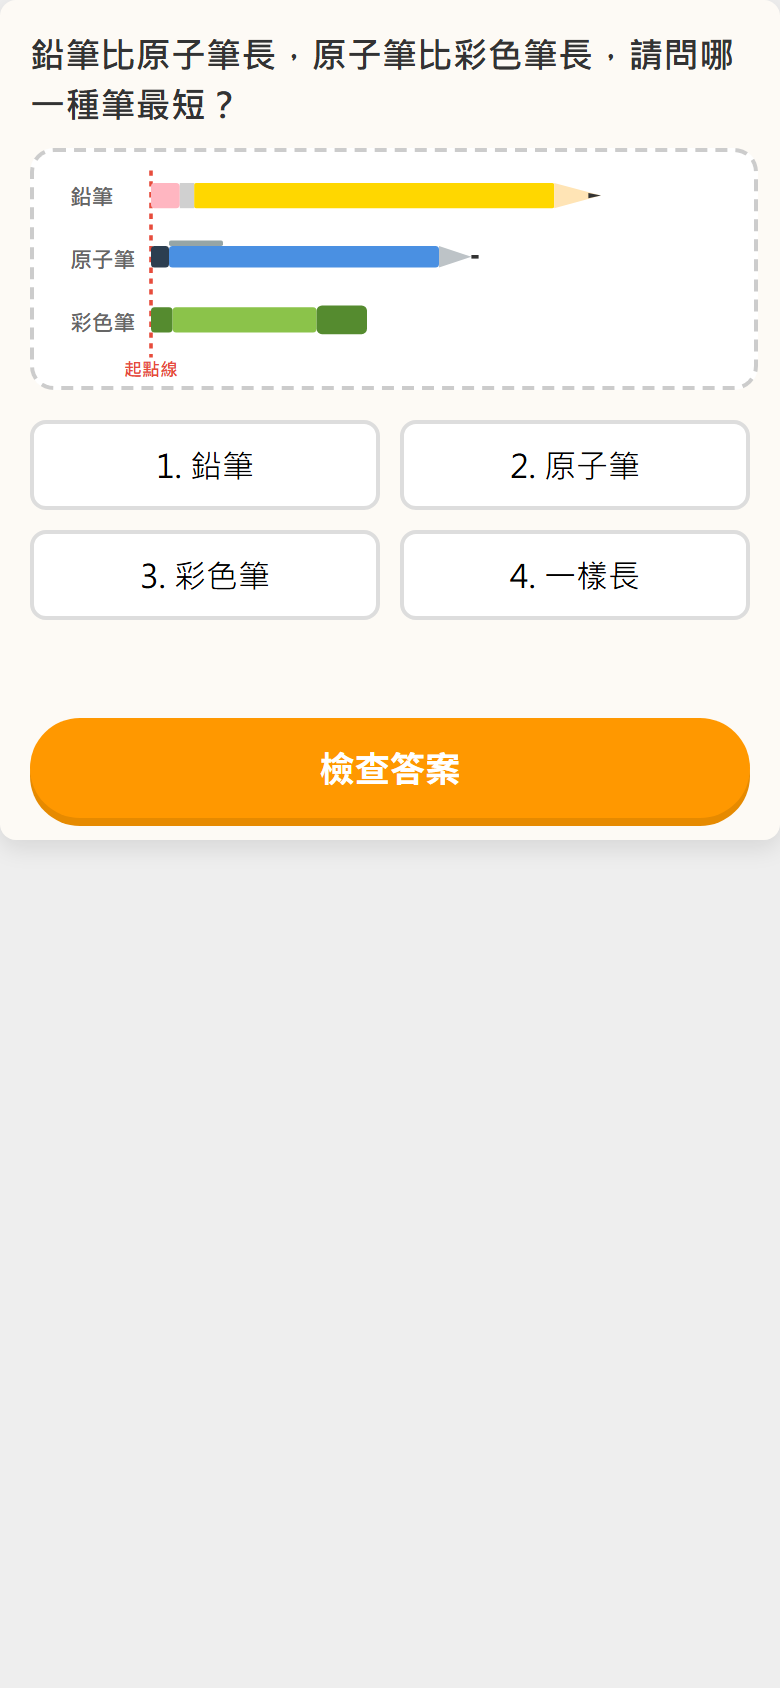 鉛筆比原子筆長，原子筆比彩色筆長，請問哪
一種筆最短？
鉛筆
原子筆
彩色筆
起點線
1. 鉛筆
2. 原子筆
3. 彩色筆
4. 一樣長
檢查答案